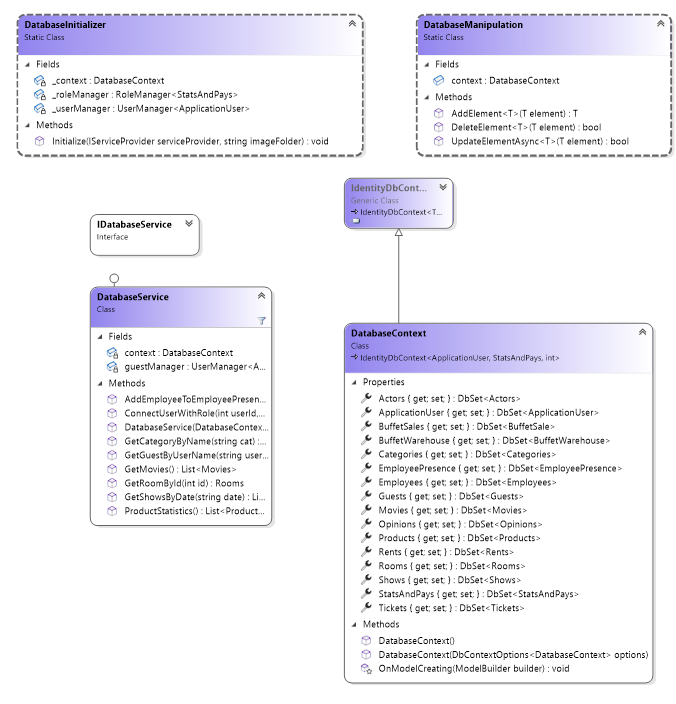 DatabaseInitializer
Static Class
Fields
_context : DatabaseContext
_roleManager : RoleManager<StatsAndPays>
_userManager : UserManager<ApplicationUser>
Methods
Initialize(IServiceProvider serviceProvider, string imageFolder) : void
DatabaseManipulation
Static Class
Fields
context : DatabaseContext
Methods
AddElement<T>(T element) : T
DeleteElement<T>(T element) : bool
UpdateElementAsync<T>(T element) : bool
IDatabaseService
Interface
DatabaseService
Class
Fields
context : DatabaseContext
guestManager : UserManager<A...
Methods
AddEmployeeToEmployeePresen...
ConnectUserWithRole(int userId,...
DatabaseService(DatabaseContex...
GetCategoryByName(string cat) :...
GetGuestByUserName(string user...
GetMovies() : List<Movies>
GetRoomById(int id) : Rooms
GetShowsByDate(string date) : Li...
ProductStatistics() : List<Product...
IdentityDbCont...
Generic Class
IdentityDbContext<T...
DatabaseContext
Class
IdentityDbContext<ApplicationUser, StatsAndPays, int>
Properties
Actors { get; set; } : DbSet<Actors>
ApplicationUser { get; set; } : DbSet<ApplicationUser>
BuffetSales { get; set; } : DbSet<BuffetSale>
BuffetWarehouse { get; set; } : DbSet<BuffetWarehouse>
Categories { get; set; } : DbSet<Categories>
EmployeePresence { get; set; } : DbSet<EmployeePresence>
Employees { get; set; } : DbSet<Employees>
Guests { get; set; } : DbSet<Guests>
Movies { get; set; } : DbSet<Movies>
Opinions { get; set; } : DbSet<Opinions>
Products { get; set; } : DbSet<Products>
Rents { get; set; } : DbSet<Rents>
Rooms { get; set; } : DbSet<Rooms>
Shows { get; set; } : DbSet<Shows>
StatsAndPays { get; set; } : DbSet<StatsAndPays>
Tickets { get; set; } : DbSet<Tickets>
Methods
DatabaseContext()
DatabaseContext(DbContextOptions<DatabaseContext> options)
OnModelCreating(ModelBuilder builder) : void